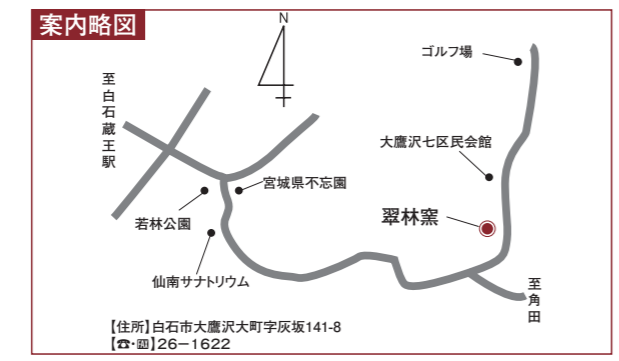 案内略図
N
至白石蔵王駅
ゴルフ場
大鷹沢七区民会館
宮城県不忘園
若林公園
翠林窯
仙南サナトリウム
至角田
【住所】白石市大鷹沢大町字灰坂141-8
【☎・℻】26−1622